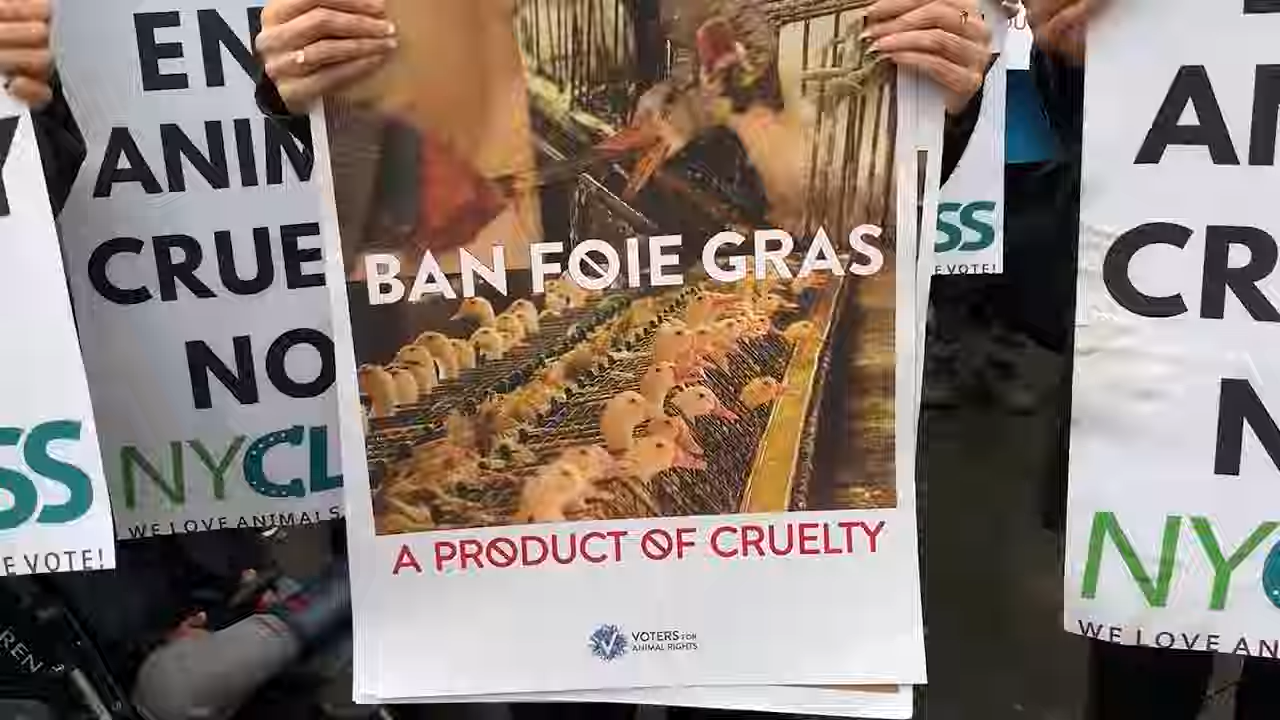 EN
ANIM
CRUE
NO
NYCL
WE LOVE ANIMALS
SS
E VOTE!
REN
BAN FOIE GRAS
A PRODUCT OF CRUELTY
VOTERS FOR
ANIMAL RIGHTS
SS
E VOTE!
CR
N
NY
WE LOVE AN